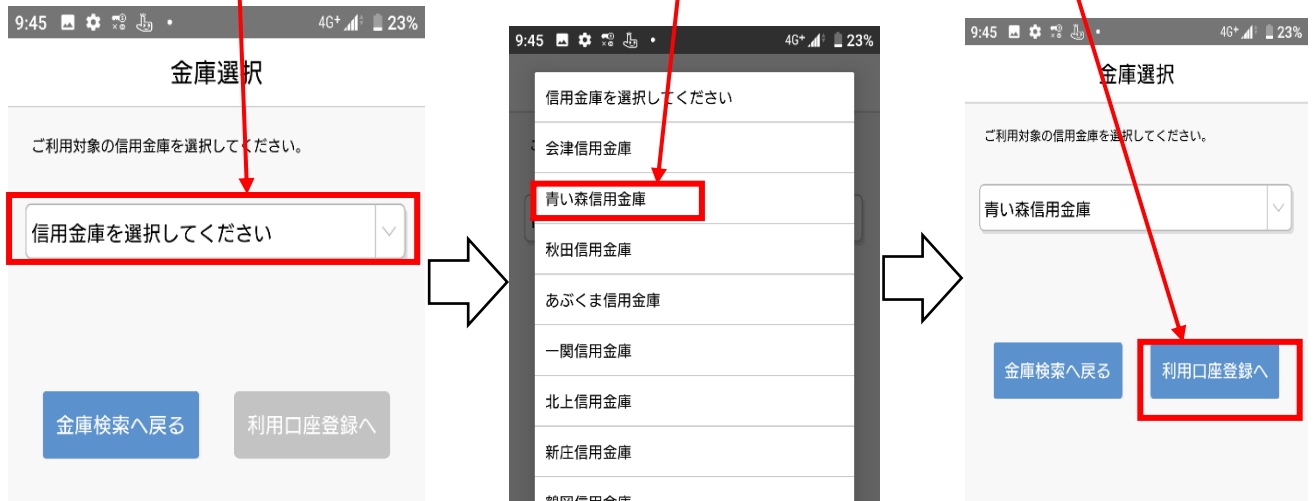 9:45 4G+ 23%
金庫選択
ご利用対象の信用金庫を選択してください。
信用金庫を選択してください
金庫検索へ戻る 利用口座登録へ
9:45 4G+ 23%
信用金庫を選択してください
会津信用金庫
青い森信用金庫
秋田信用金庫
あぶくま信用金庫
一関信用金庫
北上信用金庫
新庄信用金庫
鶴岡信用金庫
9:45 4G+ 23%
金庫選択
ご利用対象の信用金庫を選択してください。
青い森信用金庫
金庫検索へ戻る 利用口座登録へ